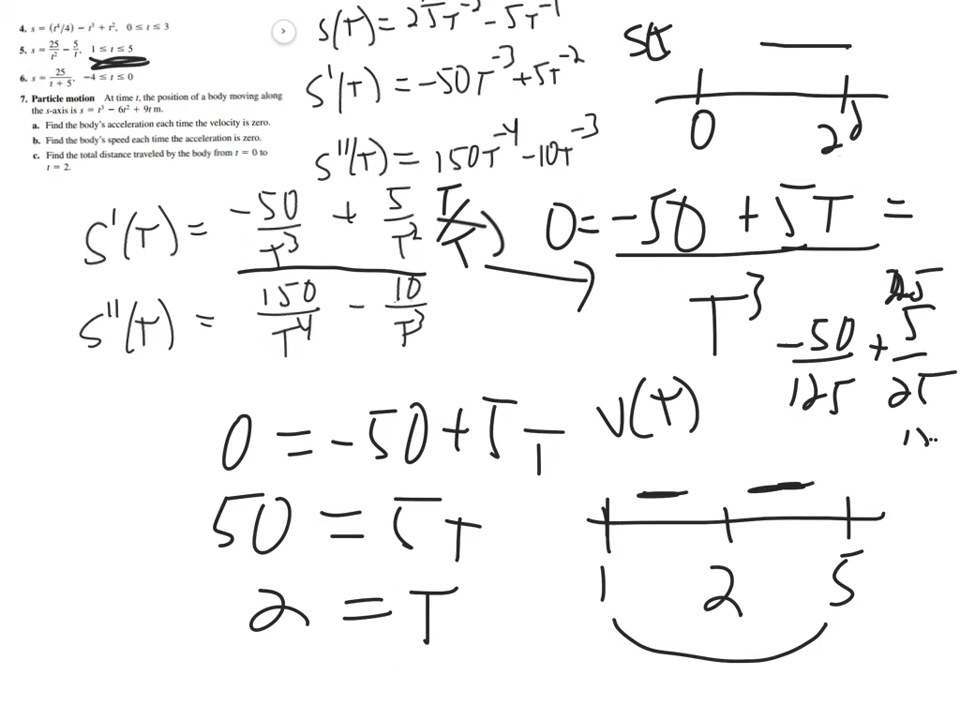 4. s = (t⁴/4) − t³ + t², 0 ≤ t ≤ 3
5. s = 25/t² − 5/t, 1 ≤ t ≤ 5
6. s = 25/(t + 5), −4 ≤ t ≤ 0
7. Particle motion At time t, the position of a body moving along
the s-axis is s = t³ − 6t² + 9t m.
a. Find the body's acceleration each time the velocity is zero.
b. Find the body's speed each time the acceleration is zero.
c. Find the total distance traveled by the body from t = 0 to
t = 2.
S(T) = 25T⁻² − 5T⁻¹
S'(T) = −50T⁻³ + 5T⁻²
S''(T) = 150T⁻⁴ − 10T⁻³
0 2
S'(T) = −50/T³ + 5/T² (T/T)
0 = (−50 + 5T)/T³ =
S''(T) = 150/T⁴ − 10/T³
−50/125 + 5/25
0 = −50 + 5T
50 = 5T
2 = T
V(T)
1 2 5